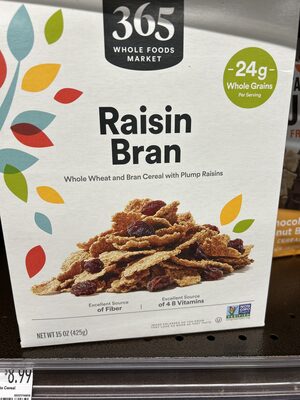 365
WHOLE FOODS
MARKET
24g
Whole Grains
Per Serving
Raisin
Bran
Whole Wheat and Bran Cereal with Plump Raisins
Excellent Source
of Fiber
Excellent Source
of 4 B Vitamins
NET WT 15 OZ (425g)
8.99